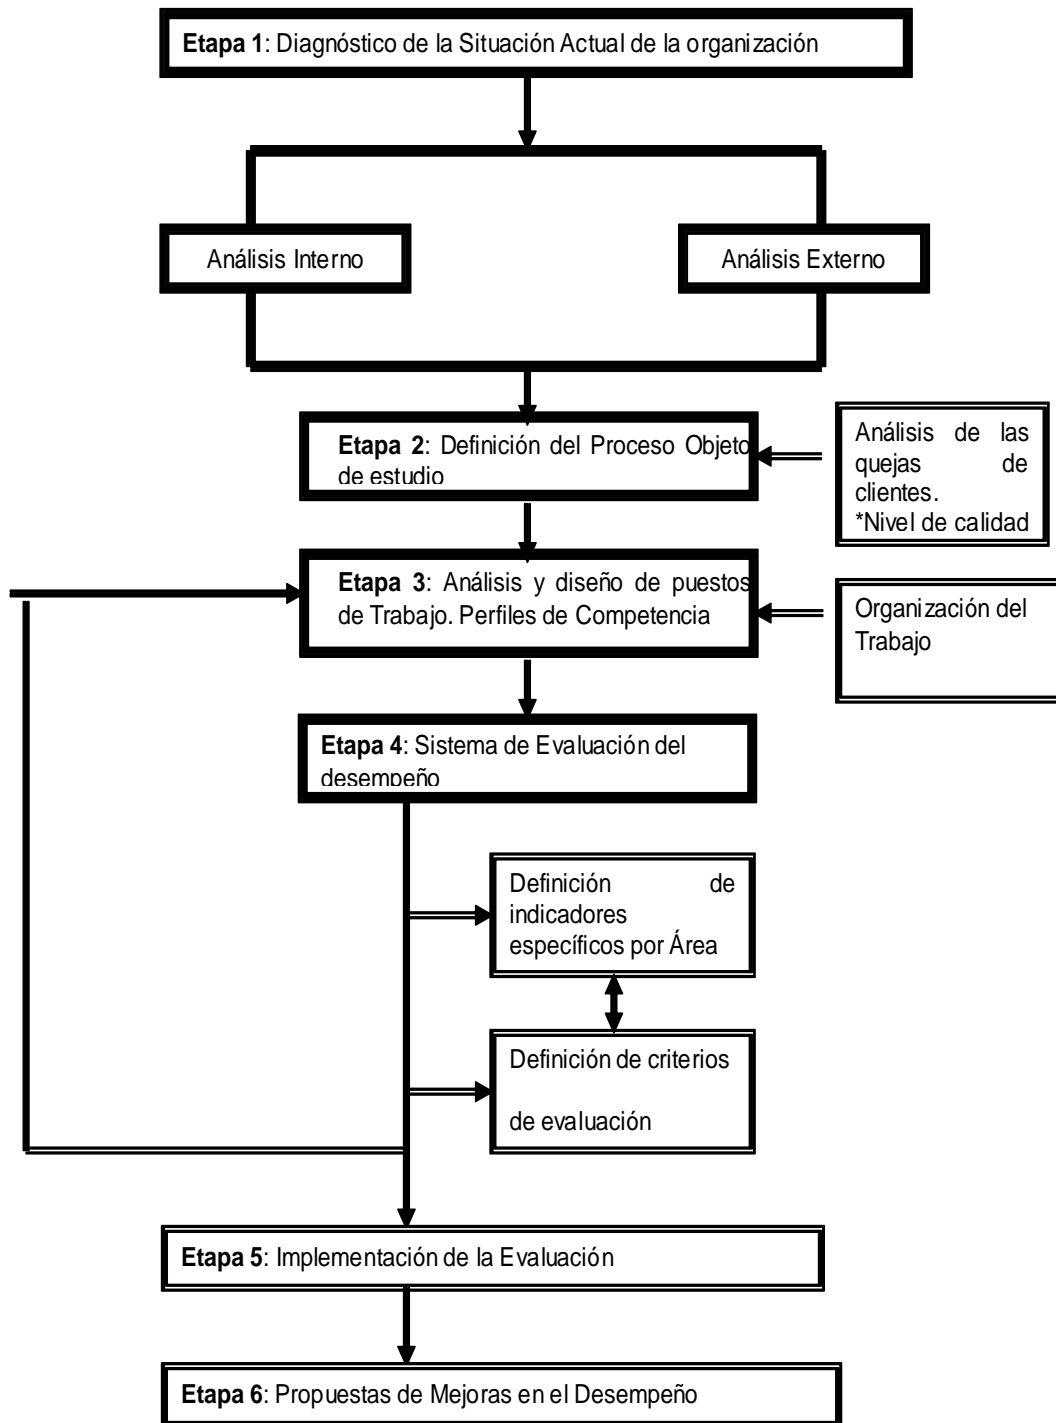 Etapa 1: Diagnóstico de la Situación Actual de la organización
Análisis Interno
Análisis Externo
Etapa 2: Definición del Proceso Objeto
de estudio
Análisis de las
quejas de
clientes.
*Nivel de calidad
Etapa 3: Análisis y diseño de puestos
de Trabajo. Perfiles de Competencia
Organización del
Trabajo
Etapa 4: Sistema de Evaluación del
desempeño
Definición de
indicadores
específicos por Área
Definición de criterios
de evaluación
Etapa 5: Implementación de la Evaluación
Etapa 6: Propuestas de Mejoras en el Desempeño